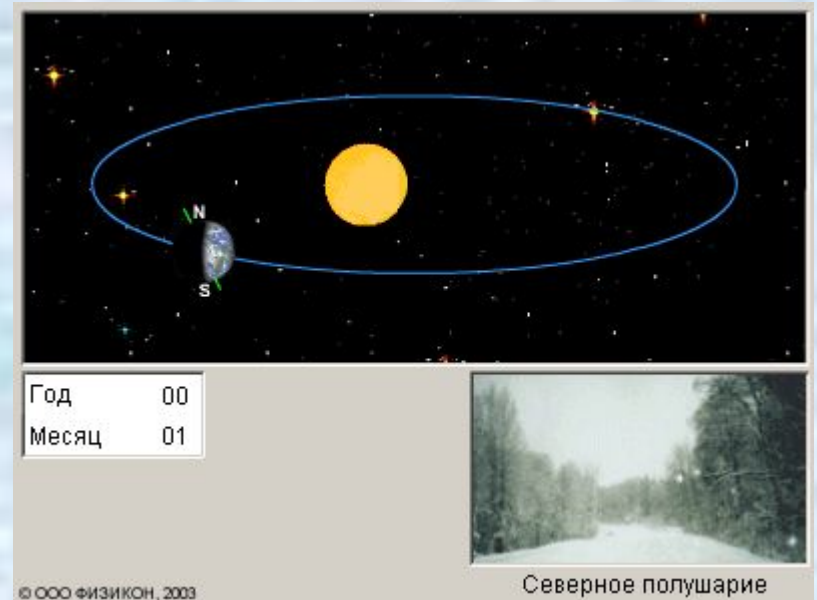 N
S
Год 00
Месяц 01
Северное полушарие
© ООО ФИЗИКОН, 2003